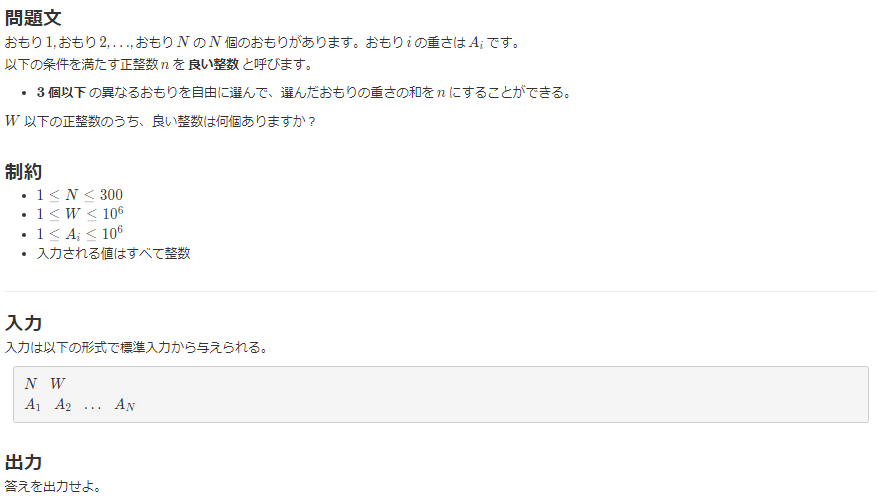 問題文
おもり 1,おもり 2, . . . ,おもり N の N 個のおもりがあります。おもり i の重さは A_i です。
以下の条件を満たす正整数 n を 良い整数 と呼びます。
• 3 個以下 の異なるおもりを自由に選んで、選んだおもりの重さの和を n にすることができる。
W 以下の正整数のうち、良い整数は何個ありますか？
制約
• 1 ≤ N ≤ 300
• 1 ≤ W ≤ 10^6
• 1 ≤ A_i ≤ 10^6
• 入力される値はすべて整数
入力
入力は以下の形式で標準入力から与えられる。
N W
A_1 A_2 . . . A_N
出力
答えを出力せよ。